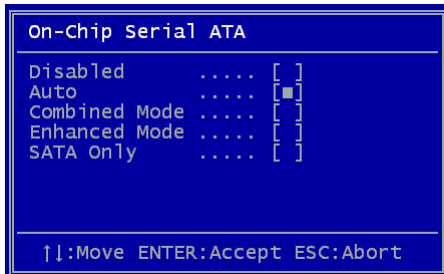 On-Chip Serial ATA
Disabled ..... [ ]
Auto ..... [■]
Combined Mode ..... [ ]
Enhanced Mode ..... [ ]
SATA Only ..... [ ]
↑↓:Move ENTER:Accept ESC:Abort